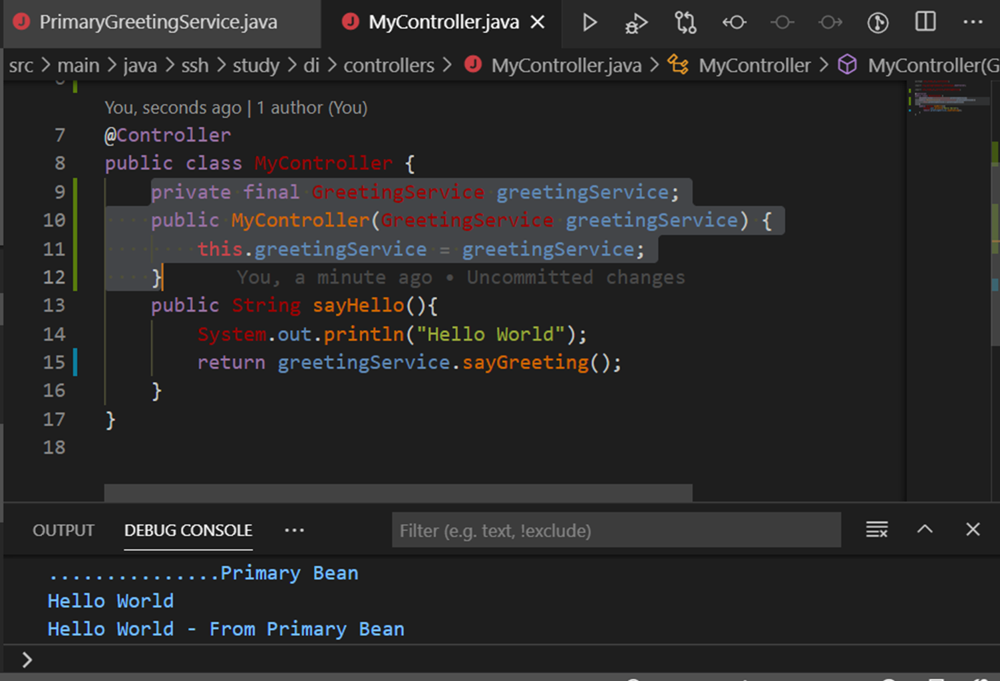 PrimaryGreetingService.java MyController.java
src > main > java > ssh > study > di > controllers > MyController.java > MyController > MyController(G
You, seconds ago | 1 author (You)
7 @Controller
8 public class MyController {
9 private final GreetingService greetingService;
10 public MyController(GreetingService greetingService) {
11 this.greetingService = greetingService;
12 } You, a minute ago • Uncommitted changes
13 public String sayHello(){
14 System.out.println("Hello World");
15 return greetingService.sayGreeting();
16 }
17 }
18
OUTPUT DEBUG CONSOLE ··· Filter (e.g. text, !exclude)
...............Primary Bean
Hello World
Hello World - From Primary Bean
>